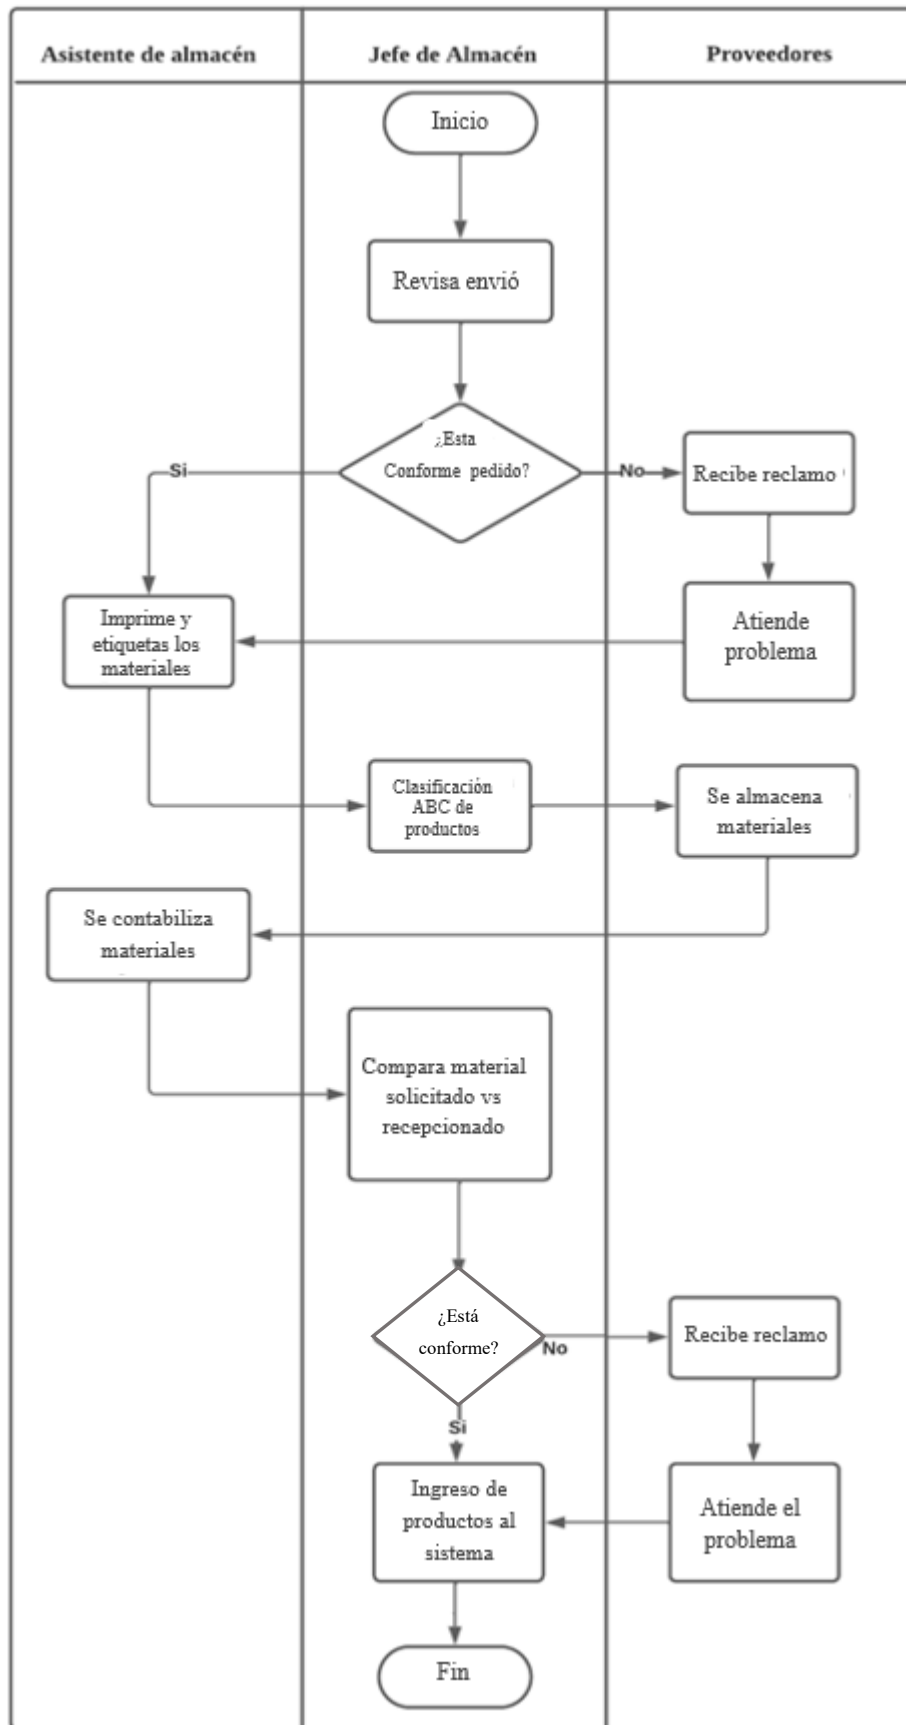 Asistente de almacén
Jefe de Almacén
Proveedores
Inicio
Revisa envió
¿Esta
Conforme pedido?
Si
No
Recibe reclamo
Imprime y
etiquetas los
materiales
Atiende
problema
Clasificación
ABC de
productos
Se almacena
materiales
Se contabiliza
materiales
Compara material
solicitado vs
recepcionado
¿Está
conforme?
No
Recibe reclamo
Si
Ingreso de
productos al
sistema
Atiende el
problema
Fin